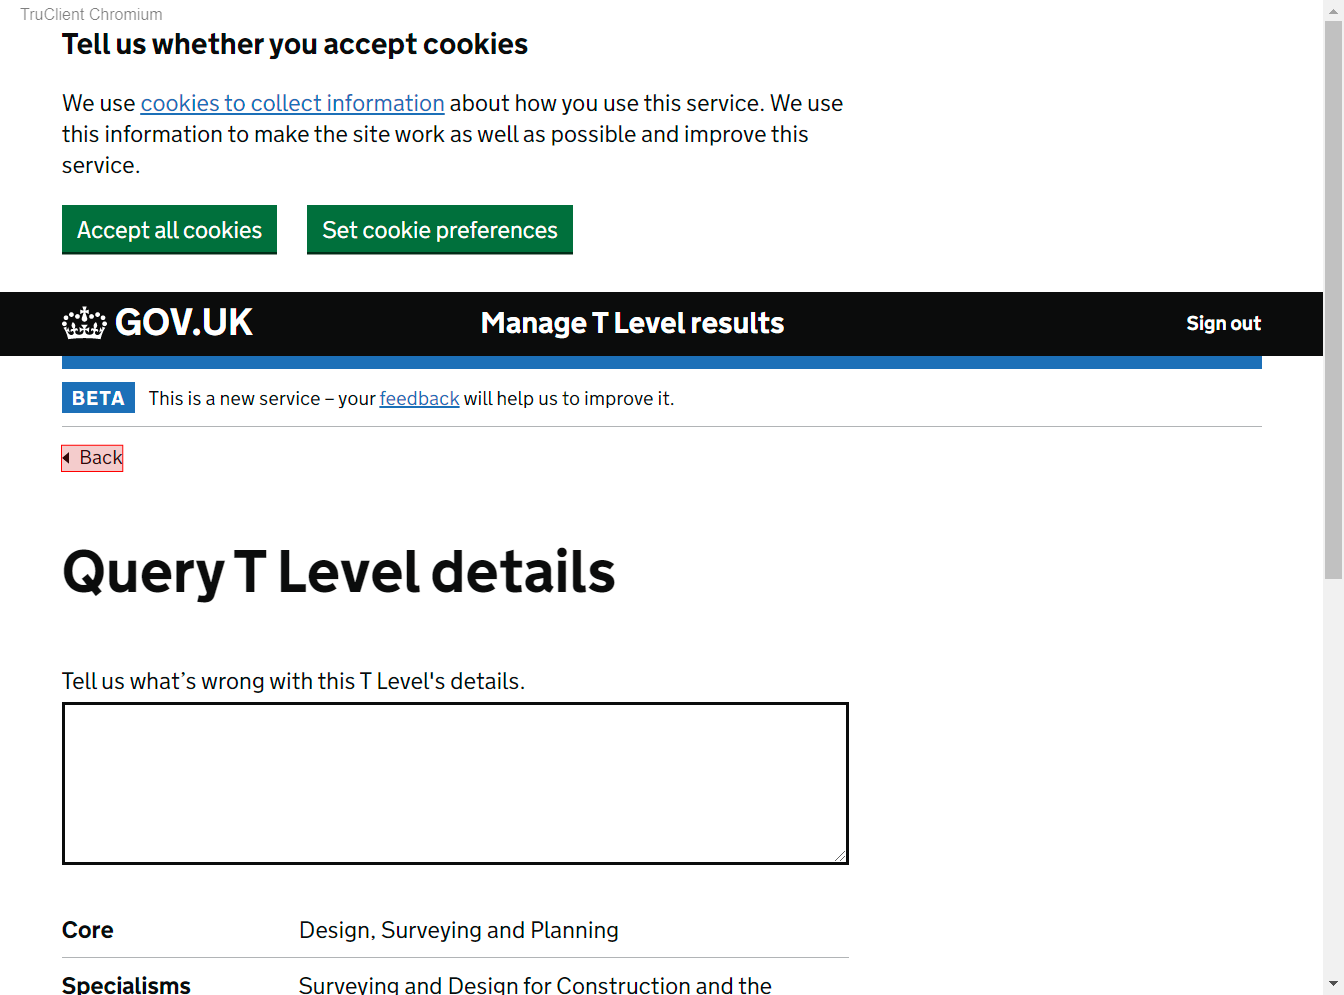 TruClient Chromium
Tell us whether you accept cookies
We use cookies to collect information about how you use this service. We use
this information to make the site work as well as possible and improve this
service.
Accept all cookies
Set cookie preferences
GOV.UK
Manage T Level results
Sign out
BETA
This is a new service – your feedback will help us to improve it.
Back
Query T Level details
Tell us what’s wrong with this T Level's details.
Core
Design, Surveying and Planning
Specialisms
Surveying and Design for Construction and the